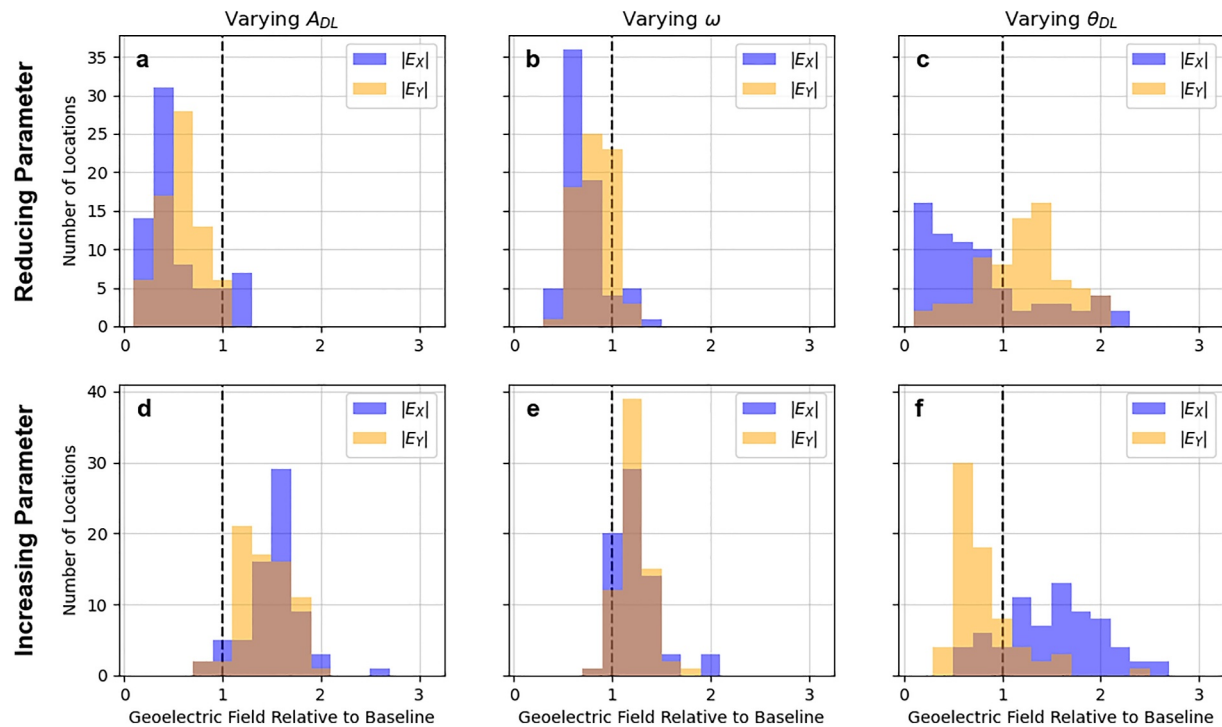 Varying A_DL
Varying ω
Varying θ_DL
Reducing Parameter
Number of Locations
35
30
25
20
15
10
5
0
a
|E_X|
|E_Y|
0 1 2 3
b
|E_X|
|E_Y|
0 1 2 3
c
|E_X|
|E_Y|
0 1 2 3
Increasing Parameter
Number of Locations
40
30
20
10
0
d
|E_X|
|E_Y|
0 1 2 3
Geoelectric Field Relative to Baseline
e
|E_X|
|E_Y|
0 1 2 3
Geoelectric Field Relative to Baseline
f
|E_X|
|E_Y|
0 1 2 3
Geoelectric Field Relative to Baseline